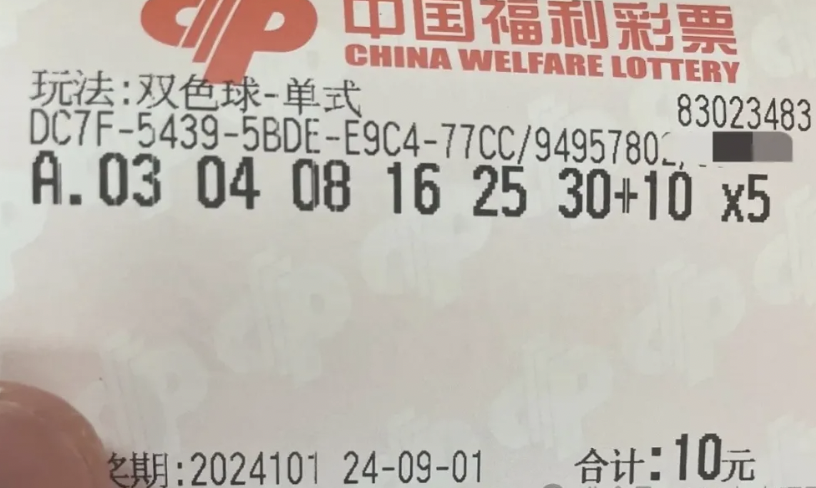 中国福利彩票
CHINA WELFARE LOTTERY
玩法:双色球-单式
83023483
DC7F-5439-5BDE-E9C4-77CC/9495780
A.03 04 08 16 25 30+10 x5
期:2024101 24-09-01 合计:10元